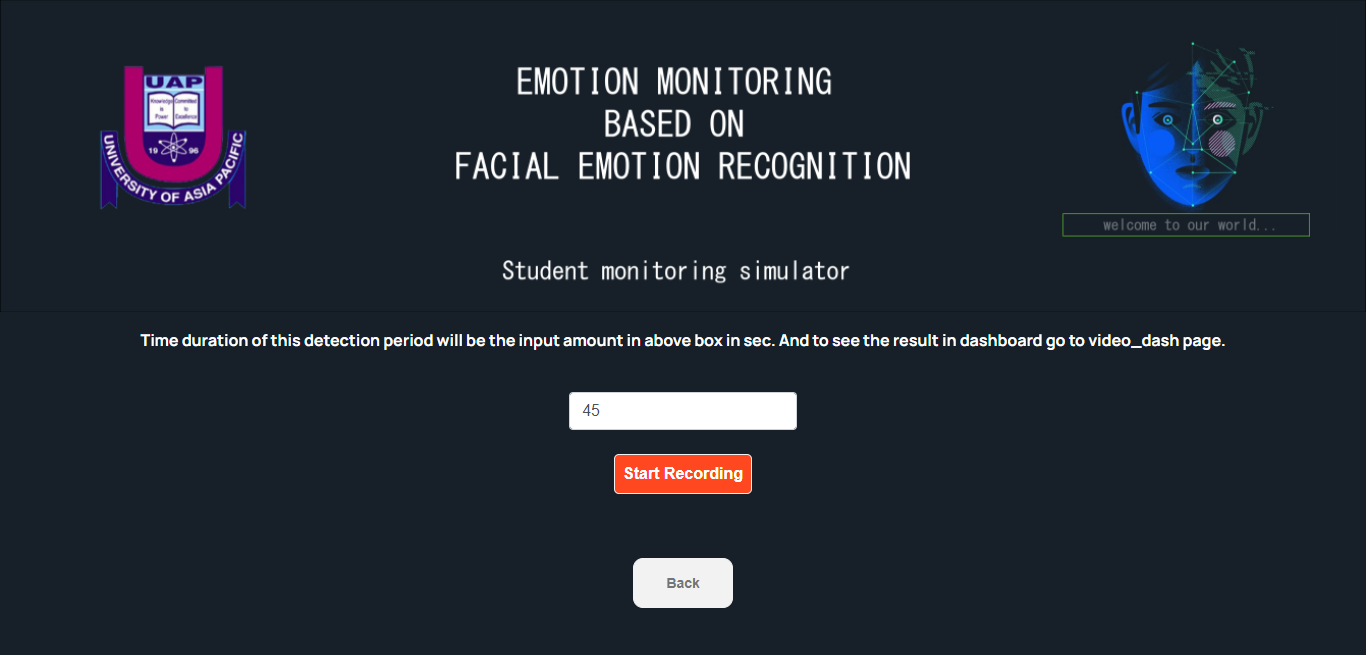 UAP
Knowledge Committed
is to
Power Excellence
19 96
UNIVERSITY OF ASIA PACIFIC
EMOTION MONITORING
BASED ON
FACIAL EMOTION RECOGNITION
welcome to our world...
Student monitoring simulator
Time duration of this detection period will be the input amount in above box in sec. And to see the result in dashboard go to video_dash page.
45
Start Recording
Back